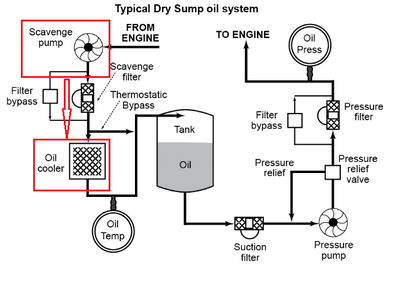 Typical Dry Sump oil system
Scavenge
pump
FROM
ENGINE
TO ENGINE
Oil
Press
Scavenge
filter
Filter
bypass
Thermostatic
Bypass
Filter
bypass
Pressure
filter
Tank
Oil
cooler
Oil
Pressure
relief
Pressure
relief
valve
Oil
Temp
Suction
filter
Pressure
pump